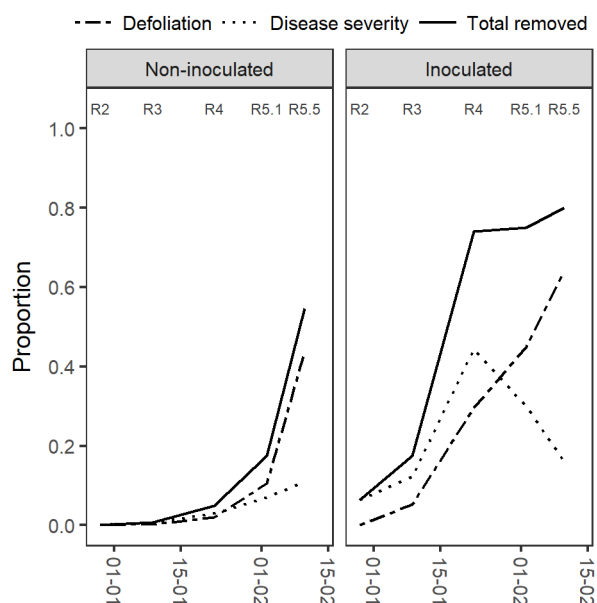 Defoliation Disease severity Total removed
Non-inoculated Inoculated
R2 R3 R4 R5.1 R5.5 R2 R3 R4 R5.1 R5.5
1.0
0.8
0.6
0.4
0.2
0.0
Proportion
01-01 15-01 01-02 15-02 01-01 15-01 01-02 15-02